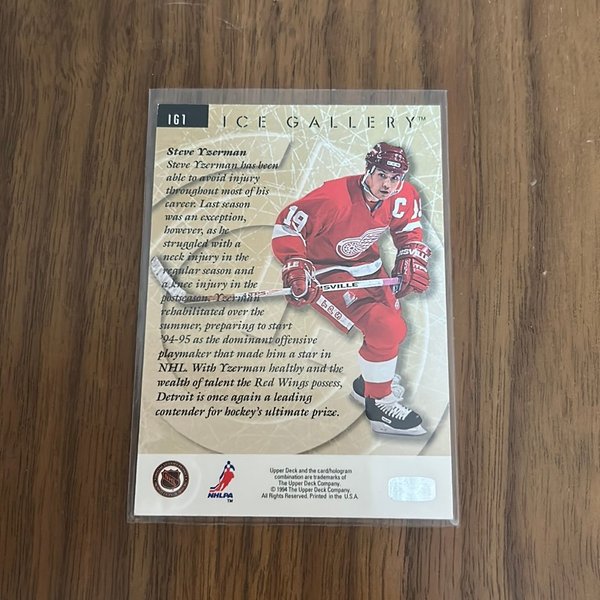 IG1
ICE GALLERY™
Steve Yzerman
Steve Yzerman has been
able to avoid injury
throughout most of his
career. Last season
was an exception,
however, as he
struggled with a
neck injury in the
regular season and
a knee injury in the
postseason. Yzerman
rehabilitated over the
summer, preparing to start
'94-95 as the dominant offensive
playmaker that made him a star in
NHL. With Yzerman healthy and the
wealth of talent the Red Wings possess,
Detroit is once again a leading
contender for hockey's ultimate prize.
C
19
19
ISVILLE
NHLPA
TM
Upper Deck and the card/hologram
combination are trademarks of
The Upper Deck Company.
© 1994 The Upper Deck Company
All Rights Reserved. Printed in the U.S.A.